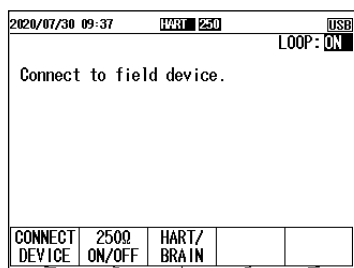 2020/07/30 09:37 HART 250 USB
LOOP: ON
Connect to field device.
CONNECT DEVICE
250Ω ON/OFF
HART/ BRAIN